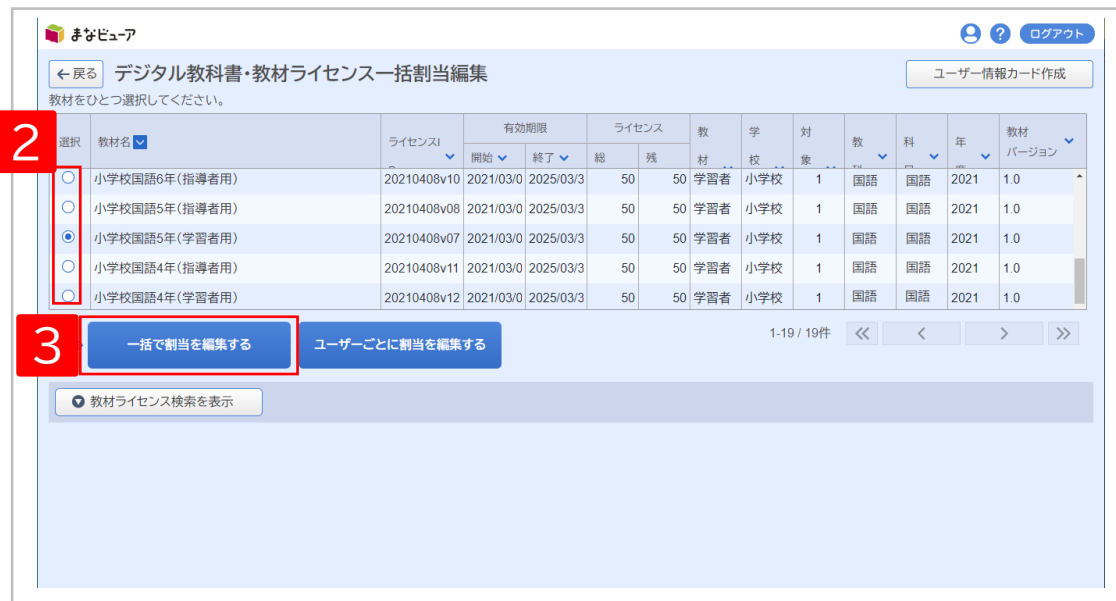 まなビューア
? ログアウト
←戻る デジタル教科書・教材ライセンス一括割当編集 ユーザー情報カード作成
教材をひとつ選択してください。
2
選択 教材名 ライセンスI 有効期限 ライセンス 教 学 対 教 科 年 教材
開始 終了 総 残 材 校 象 バージョン
小学校国語6年(指導者用) 20210408v10 2021/03/0 2025/03/3 50 50 学習者 小学校 1 国語 国語 2021 1.0
小学校国語5年(指導者用) 20210408v08 2021/03/0 2025/03/3 50 50 学習者 小学校 1 国語 国語 2021 1.0
小学校国語5年(学習者用) 20210408v07 2021/03/0 2025/03/3 50 50 学習者 小学校 1 国語 国語 2021 1.0
小学校国語4年(指導者用) 20210408v11 2021/03/0 2025/03/3 50 50 学習者 小学校 1 国語 国語 2021 1.0
小学校国語4年(学習者用) 20210408v12 2021/03/0 2025/03/3 50 50 学習者 小学校 1 国語 国語 2021 1.0
3 一括で割当を編集する ユーザーごとに割当を編集する 1-19 / 19件 << < > >>
教材ライセンス検索を表示